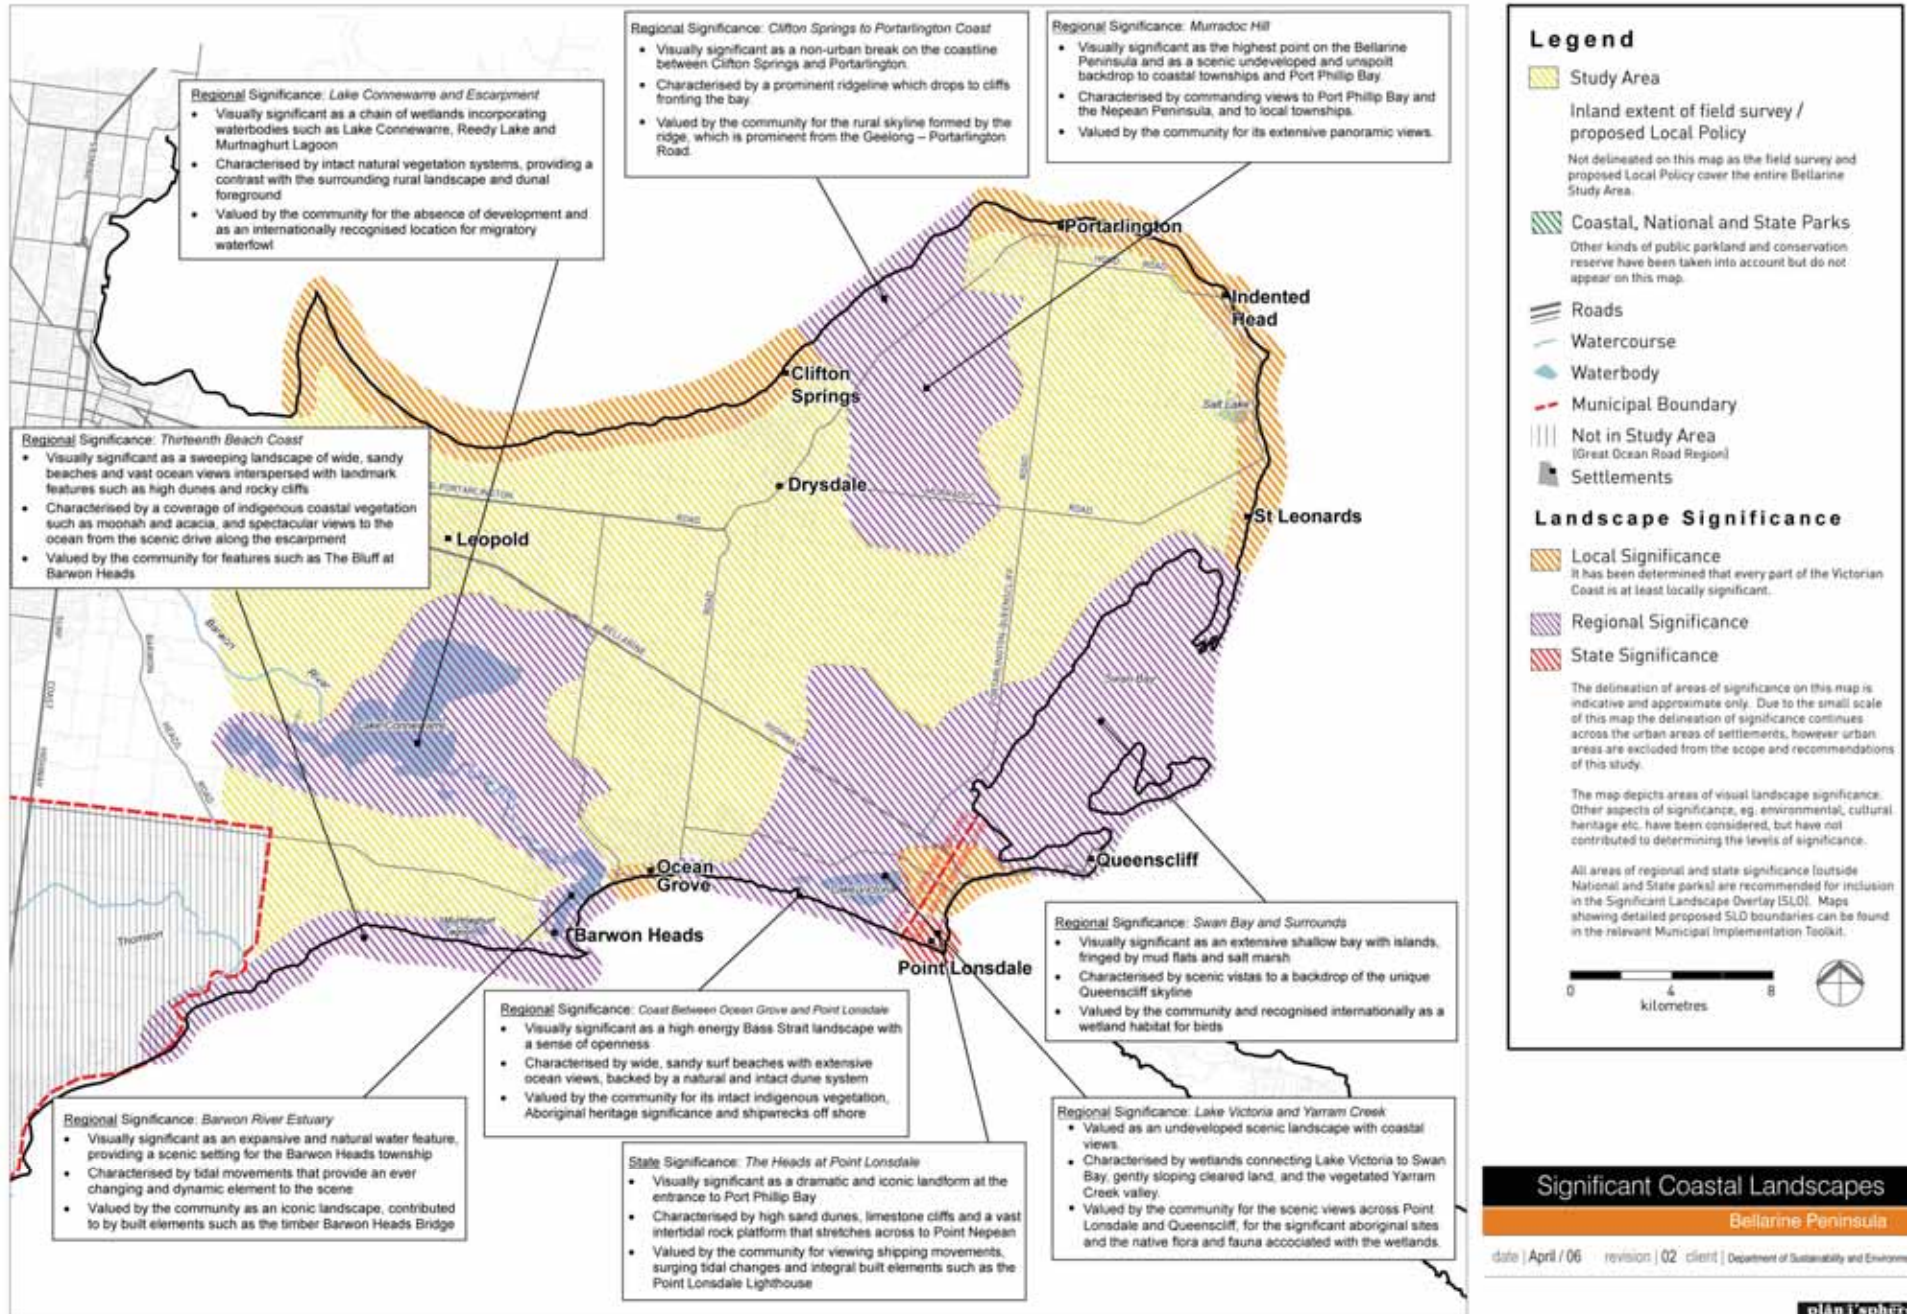 Regional Significance: Lake Connewarre and Escarpment
• Visually significant as a chain of wetlands incorporating
waterbodies such as Lake Connewarre, Reedy Lake and
Murtnaghurt Lagoon
• Characterised by intact natural vegetation systems, providing a
contrast with the surrounding rural landscape and dunal
foreground
• Valued by the community for the absence of development and
as an internationally recognised location for migratory
waterfowl
Regional Significance: Clifton Springs to Portarlington Coast
• Visually significant as a non-urban break on the coastline
between Clifton Springs and Portarlington.
• Characterised by a prominent ridgeline which drops to cliffs
fronting the bay.
• Valued by the community for the rural skyline formed by the
ridge, which is prominent from the Geelong – Portarlington
Road.
Regional Significance: Murradoc Hill
• Visually significant as the highest point on the Bellarine
Peninsula and as a scenic undeveloped and unspoilt
backdrop to coastal townships and Port Phillip Bay.
• Characterised by commanding views to Port Phillip Bay and
the Nepean Peninsula, and to local townships.
• Valued by the community for its extensive panoramic views.
Regional Significance: Thirteenth Beach Coast
• Visually significant as a sweeping landscape of wide, sandy
beaches and vast ocean views interspersed with landmark
features such as high dunes and rocky cliffs
• Characterised by a coverage of indigenous coastal vegetation
such as moonah and acacia, and spectacular views to the
ocean from the scenic drive along the escarpment
• Valued by the community for features such as The Bluff at
Barwon Heads
Portarlington
Indented
Head
Clifton
Springs
Salt Lake
Drysdale
MURRADOC
ROAD
St Leonards
PORTARLINGTON
ROAD
Leopold
ROAD
ROAD
ROAD
BELLARINE
HIGHWAY
Barwon
River
BARWON
HEADS
ROAD
SURF
COAST
HIGHWAY
Lake Connewarre
Swan Bay
Queenscliff
Ocean
Grove
Lake Victoria
Barwon Heads
Murtnaghurt
Lagoon
Point Lonsdale
Thomson
Regional Significance: Swan Bay and Surrounds
• Visually significant as an extensive shallow bay with islands,
fringed by mud flats and salt marsh
• Characterised by scenic vistas to a backdrop of the unique
Queenscliff skyline
• Valued by the community and recognised internationally as a
wetland habitat for birds
Regional Significance: Coast Between Ocean Grove and Point Lonsdale
• Visually significant as a high energy Bass Strait landscape with
a sense of openness
• Characterised by wide, sandy surf beaches with extensive
ocean views, backed by a natural and intact dune system
• Valued by the community for its intact indigenous vegetation,
Aboriginal heritage significance and shipwrecks off shore
Regional Significance: Barwon River Estuary
• Visually significant as an expansive and natural water feature,
providing a scenic setting for the Barwon Heads township
• Characterised by tidal movements that provide an ever
changing and dynamic element to the scene
• Valued by the community as an iconic landscape, contributed
to by built elements such as the timber Barwon Heads Bridge
State Significance: The Heads at Point Lonsdale
• Visually significant as a dramatic and iconic landform at the
entrance to Port Phillip Bay
• Characterised by high sand dunes, limestone cliffs and a vast
intertidal rock platform that stretches across to Point Nepean
• Valued by the community for viewing shipping movements,
surging tidal changes and integral built elements such as the
Point Lonsdale Lighthouse
Regional Significance: Lake Victoria and Yarram Creek
• Valued as an undeveloped scenic landscape with coastal
views.
• Characterised by wetlands connecting Lake Victoria to Swan
Bay, gently sloping cleared land, and the vegetated Yarram
Creek valley.
• Valued by the community for the scenic views across Point
Lonsdale and Queenscliff, for the significant aboriginal sites
and the native flora and fauna accociated with the wetlands.
Legend
Study Area
Inland extent of field survey /
proposed Local Policy
Not delineated on this map as the field survey and
proposed Local Policy cover the entire Bellarine
Study Area.
Coastal, National and State Parks
Other kinds of public parkland and conservation
reserve have been taken into account but do not
appear on this map.
Roads
Watercourse
Waterbody
Municipal Boundary
Not in Study Area
(Great Ocean Road Region)
Settlements
Landscape Significance
Local Significance
It has been determined that every part of the Victorian
Coast is at least locally significant.
Regional Significance
State Significance
The delineation of areas of significance on this map is
indicative and approximate only. Due to the small scale
of this map the delineation of significance continues
across the urban areas of settlements, however urban
areas are excluded from the scope and recommendations
of this study.
The map depicts areas of visual landscape significance.
Other aspects of significance, eg. environmental, cultural
heritage etc. have been considered, but have not
contributed to determining the levels of significance.
All areas of regional and state significance (outside
National and State parks) are recommended for inclusion
in the Significant Landscape Overlay (SLO). Maps
showing detailed proposed SLO boundaries can be found
in the relevant Municipal Implementation Toolkit.
0 4 8
kilometres
Significant Coastal Landscapes
Bellarine Peninsula
date | April / 06 revision | 02 client | Department of Sustainability and Environm